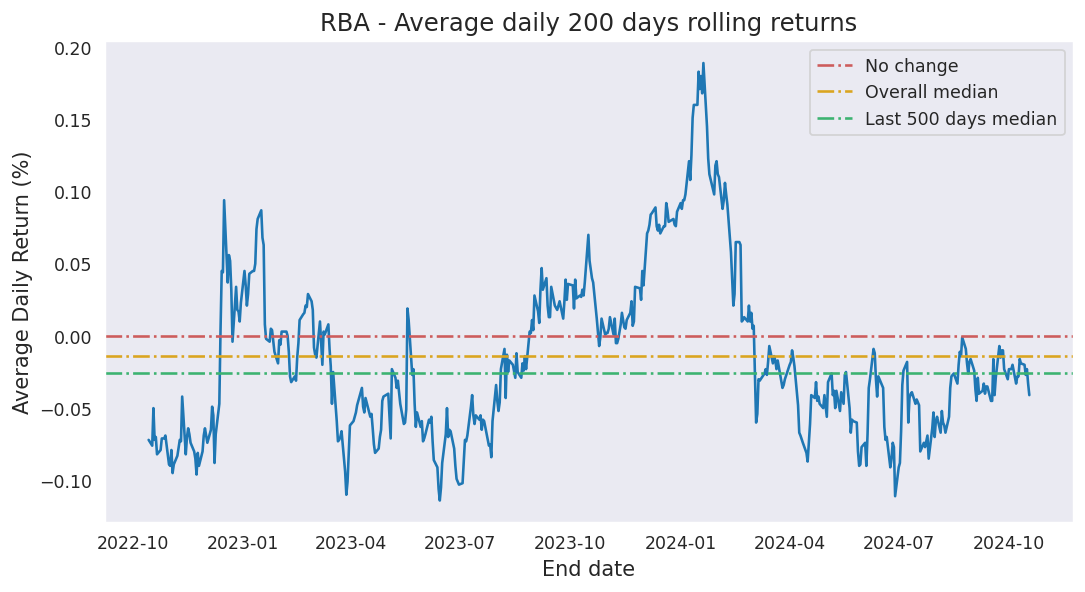 RBA - Average daily 200 days rolling returns
No change
Overall median
Last 500 days median
Average Daily Return (%)
0.20
0.15
0.10
0.05
0.00
−0.05
−0.10
2022-10 2023-01 2023-04 2023-07 2023-10 2024-01 2024-04 2024-07 2024-10
End date